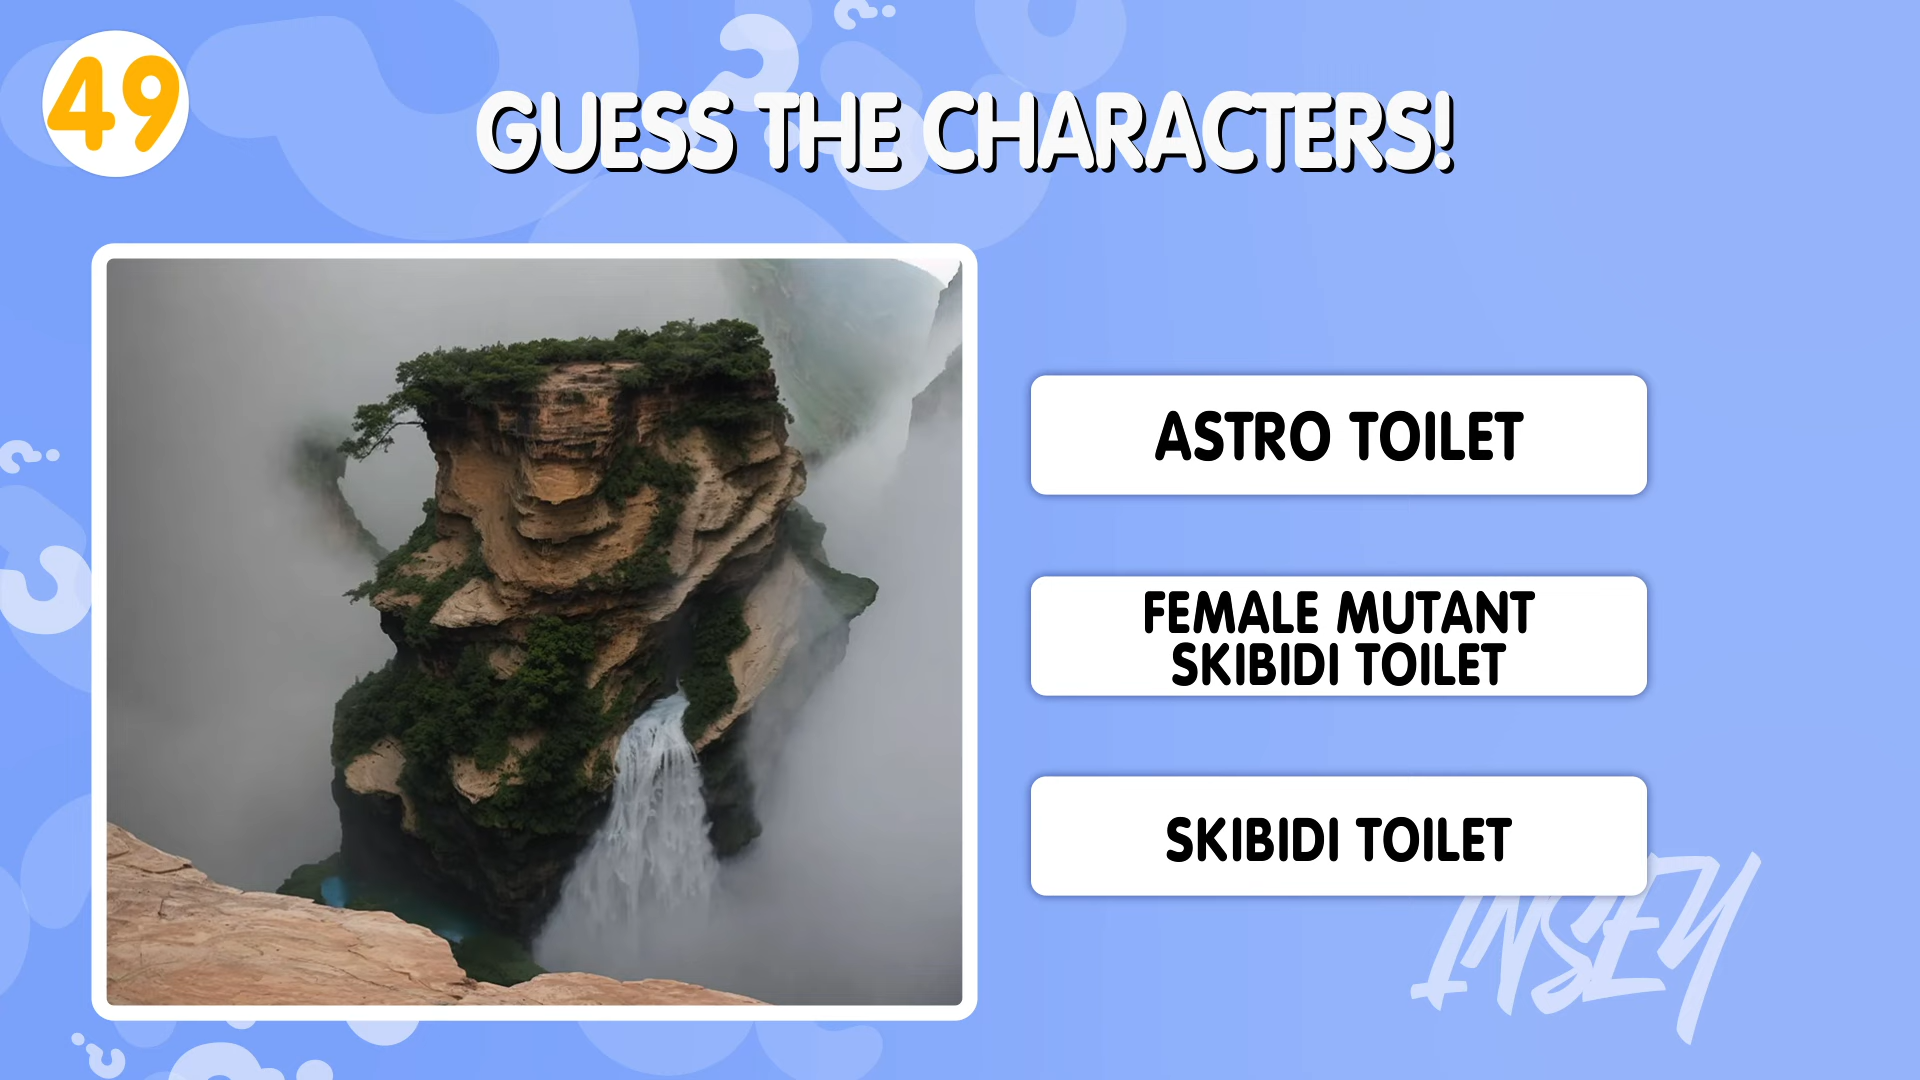 49
GUESS THE CHARACTERS!
ASTRO TOILET
FEMALE MUTANT
SKIBIDI TOILET
SKIBIDI TOILET
INSEY